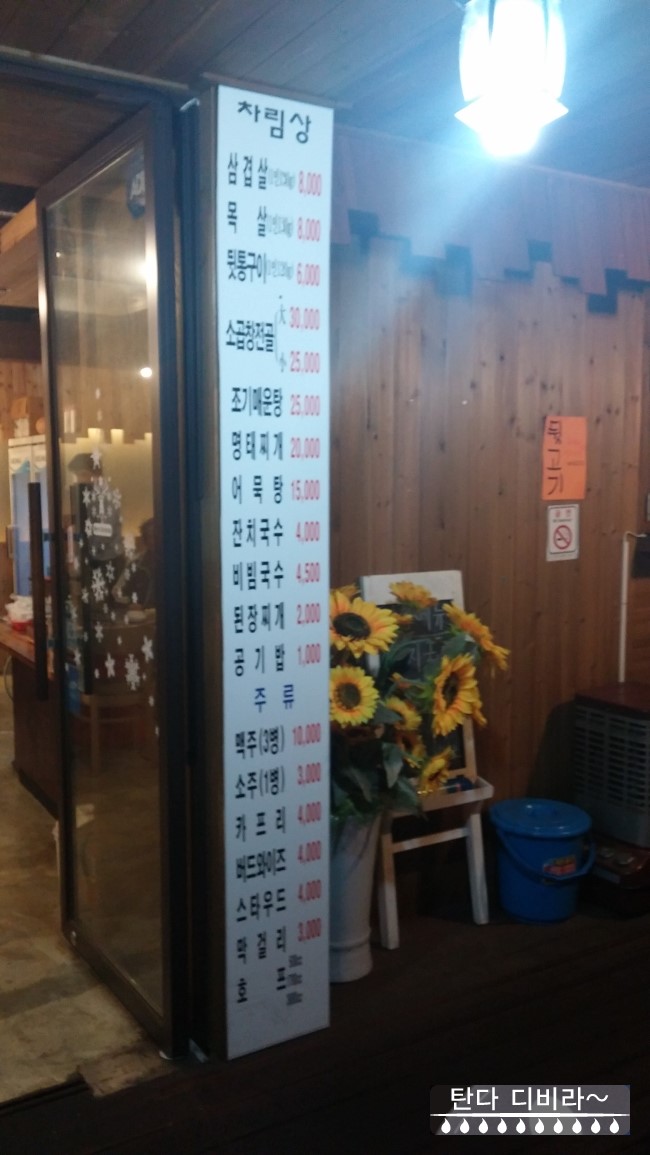 차림상
삼겹살 8,000
목살 8,000
뒷통구이 6,000
소곱창전골 大 30,000
小 25,000
조기매운탕 25,000
명태찌개 20,000
어묵탕 15,000
잔치국수 4,000
비빔국수 4,500
된장찌개 2,000
공기밥 1,000
주류
맥주(3병) 10,000
소주(1병) 3,000
카프리 4,000
버드와이즈 4,000
스타우드 4,000
막걸리 3,000
호프
탄다 디비라~